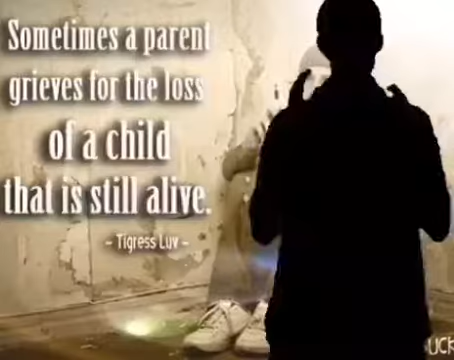 Sometimes a parent
grieves for the loss
of a child
that is still alive.
- Tigress Luv -